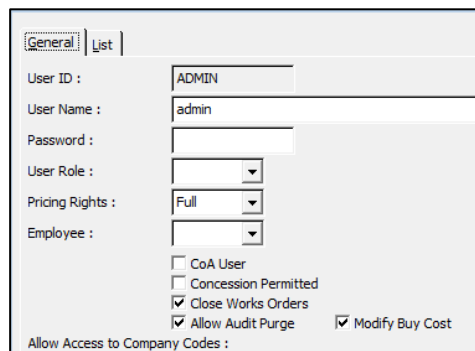 General List
User ID : ADMIN
User Name : admin
Password :
User Role :
Pricing Rights : Full
Employee :
CoA User
Concession Permitted
Close Works Orders
Allow Audit Purge Modify Buy Cost
Allow Access to Company Codes :